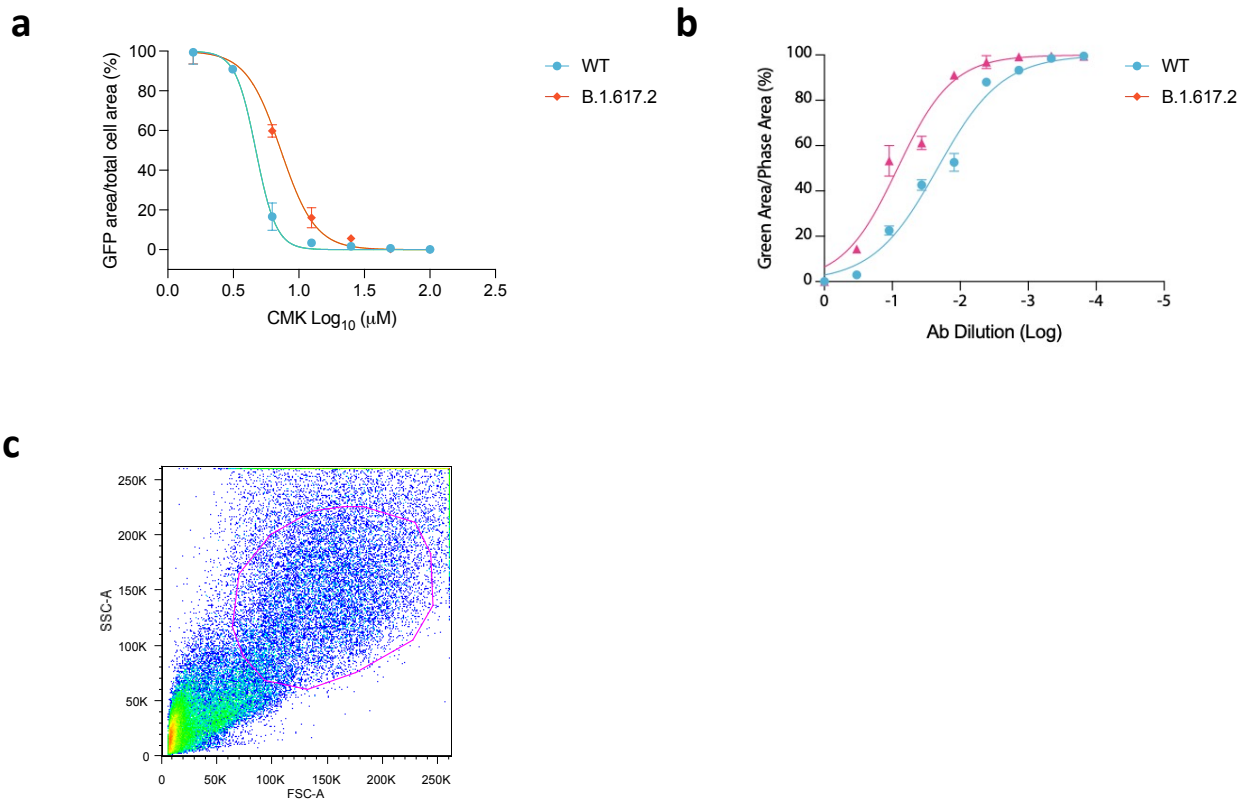 a
GFP area/total cell area (%)
100
80
60
40
20
0
0.0 0.5 1.0 1.5 2.0 2.5
CMK Log10 (μM)
WT
B.1.617.2
b
Green Area/Phase Area (%)
100
80
60
40
20
0
0 -1 -2 -3 -4 -5
Ab Dilution (Log)
WT
B.1.617.2
c
SSC-A
250K
200K
150K
100K
50K
0
0 50K 100K 150K 200K 250K
FSC-A